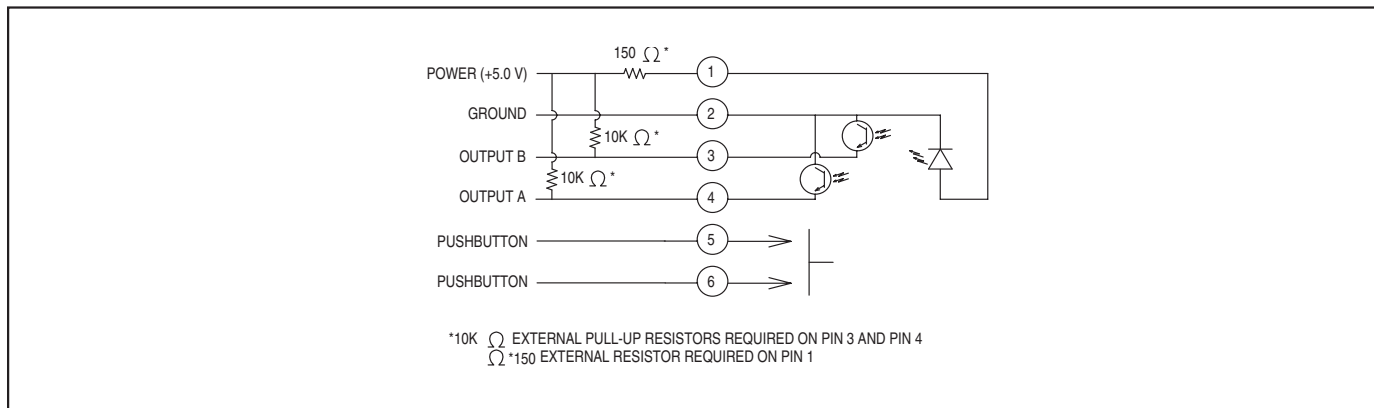 150 Ω *
POWER (+5.0 V) 1
GROUND 2
10K Ω *
OUTPUT B 3
10K Ω *
OUTPUT A 4
PUSHBUTTON 5
PUSHBUTTON 6
*10K Ω EXTERNAL PULL-UP RESISTORS REQUIRED ON PIN 3 AND PIN 4
Ω *150 EXTERNAL RESISTOR REQUIRED ON PIN 1